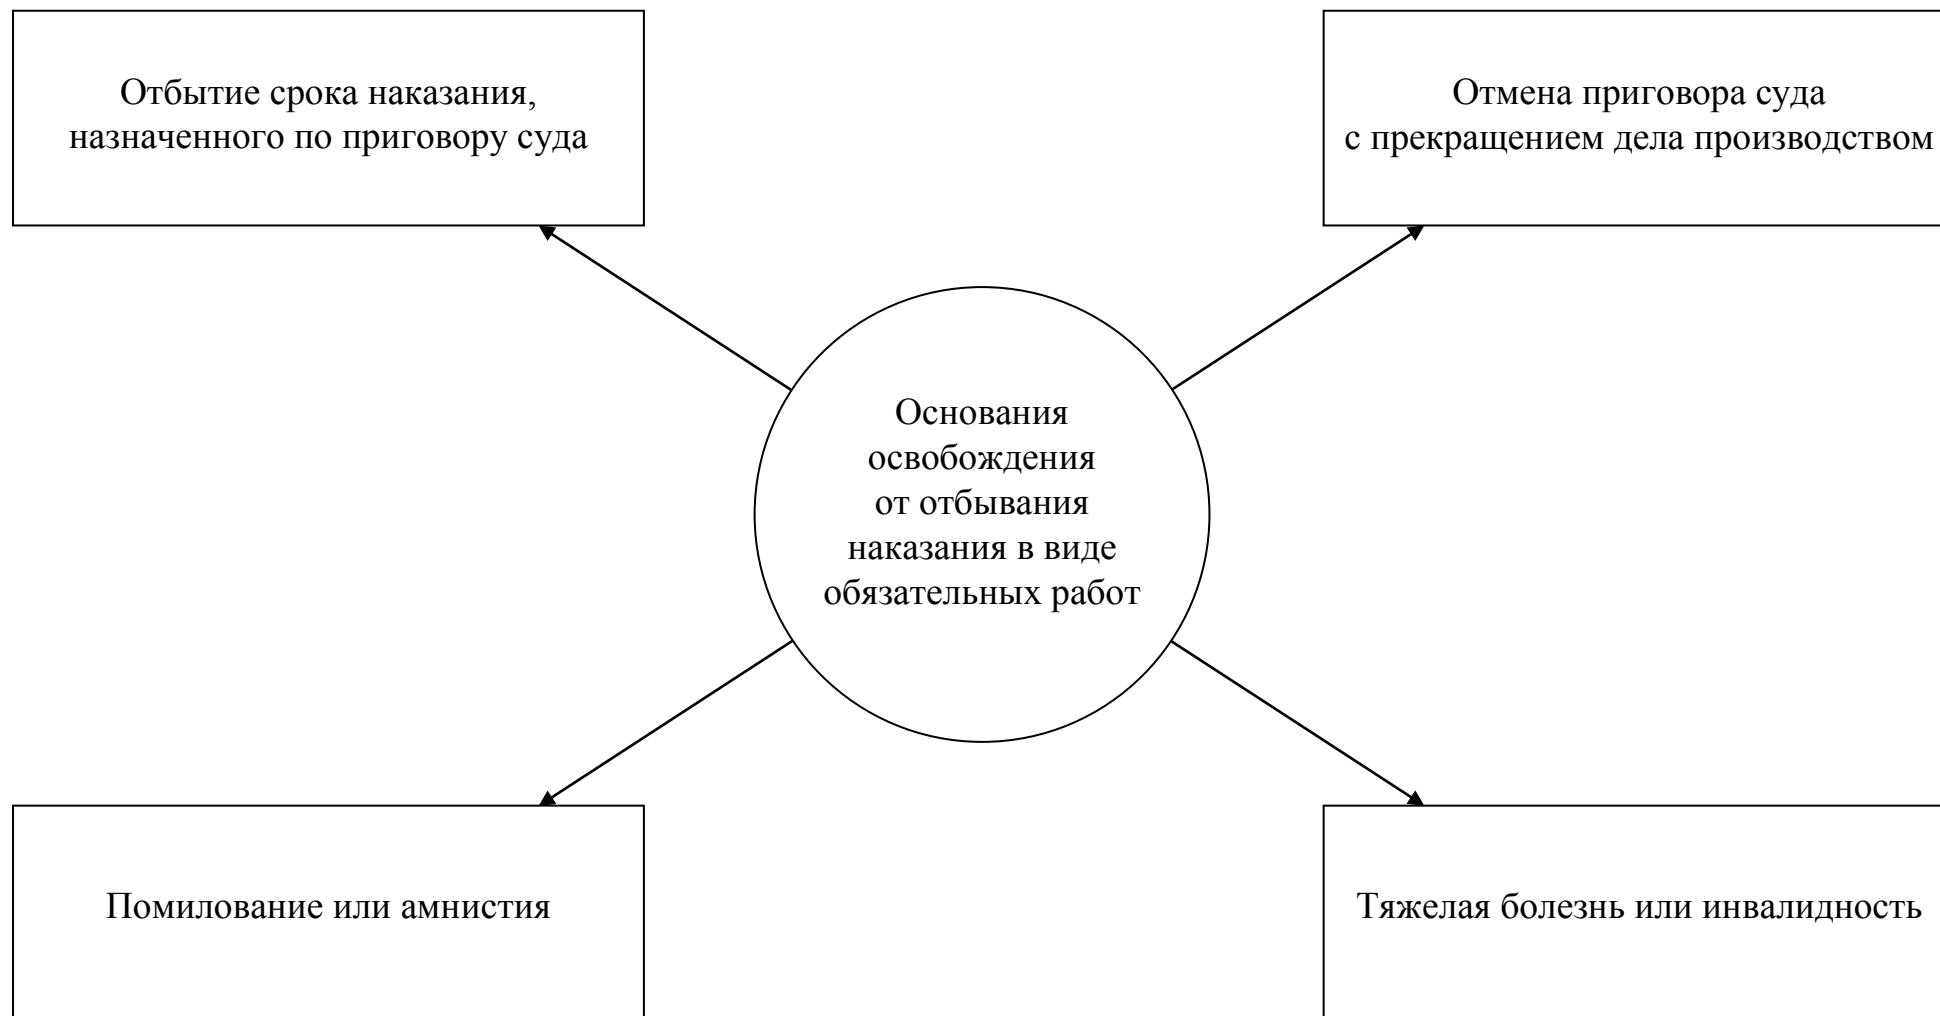 Отбытие срока наказания,
назначенного по приговору суда
Отмена приговора суда
с прекращением дела производством
Основания
освобождения
от отбывания
наказания в виде
обязательных работ
Помилование или амнистия
Тяжелая болезнь или инвалидность